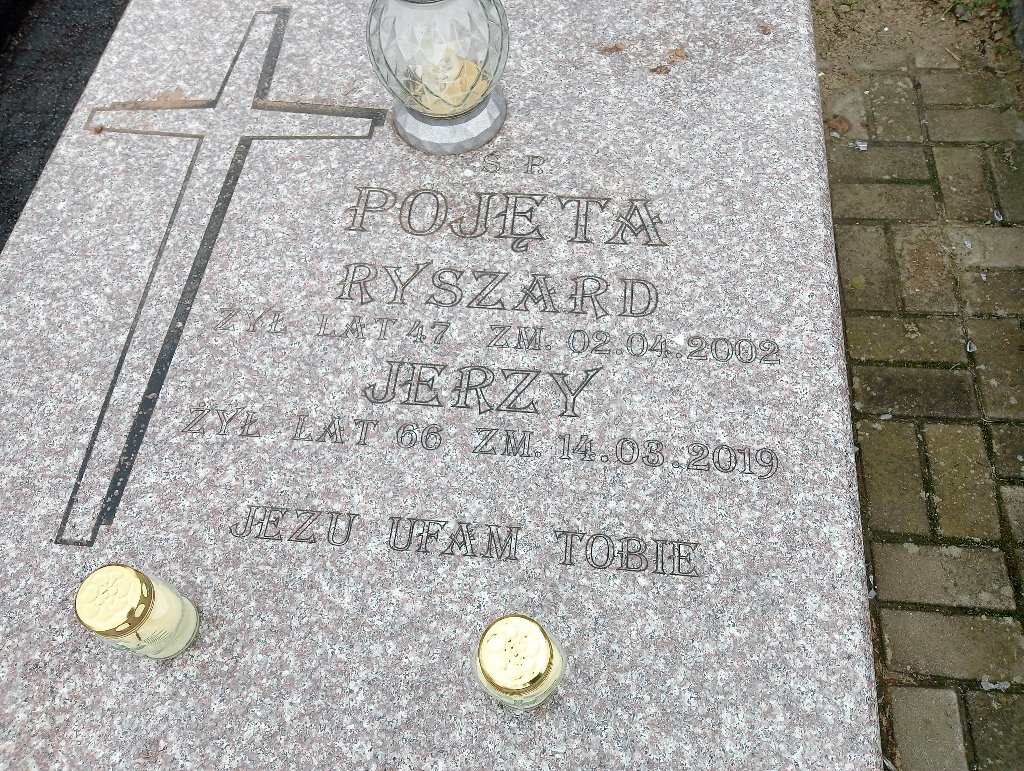 Ś. P.
POJĘTA
RYSZARD
ŻYŁ LAT 47 ZM. 02.04.2002
JERZY
ŻYŁ LAT 66 ZM. 14.03.2019
JEZU UFAM TOBIE